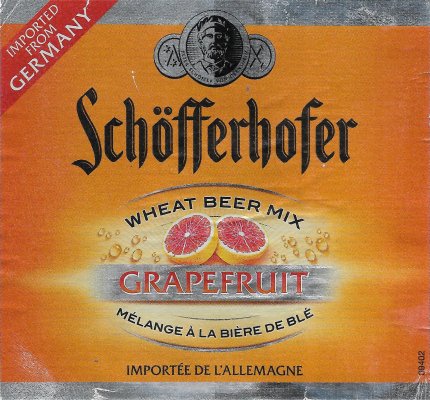 IMPORTED
FROM
GERMANY
Schöfferhofer
WHEAT BEER MIX
GRAPEFRUIT
MÉLANGE À LA BIÈRE DE BLÉ
IMPORTÉE DE L'ALLEMAGNE